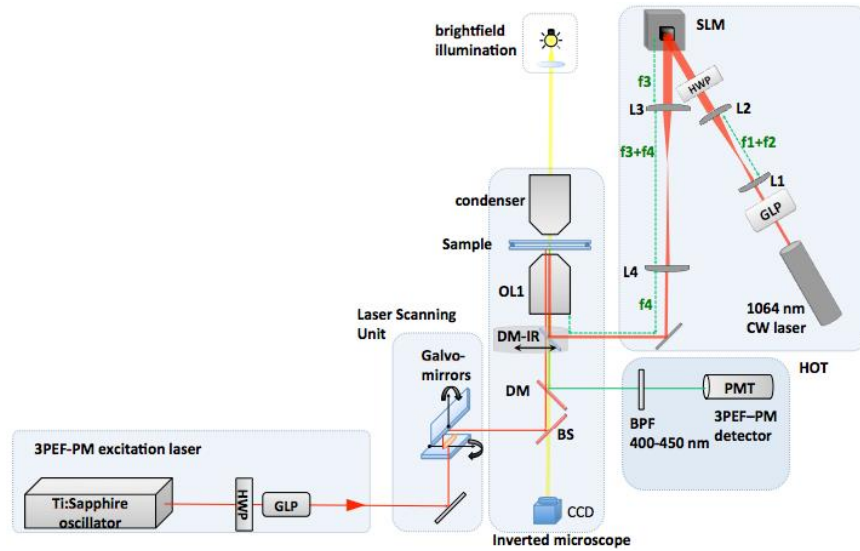 brightfield
illumination
SLM
f3
HWP
L3
L2
f1+f2
f3+f4
L1
GLP
condenser
Sample
L4
OL1
f4
1064 nm
CW laser
Laser Scanning
Unit
DM-IR
HOT
Galvo-
mirrors
DM
PMT
BPF
400-450 nm
3PEF–PM
detector
BS
3PEF-PM excitation laser
Ti:Sapphire
oscillator
HWP
GLP
CCD
Inverted microscope